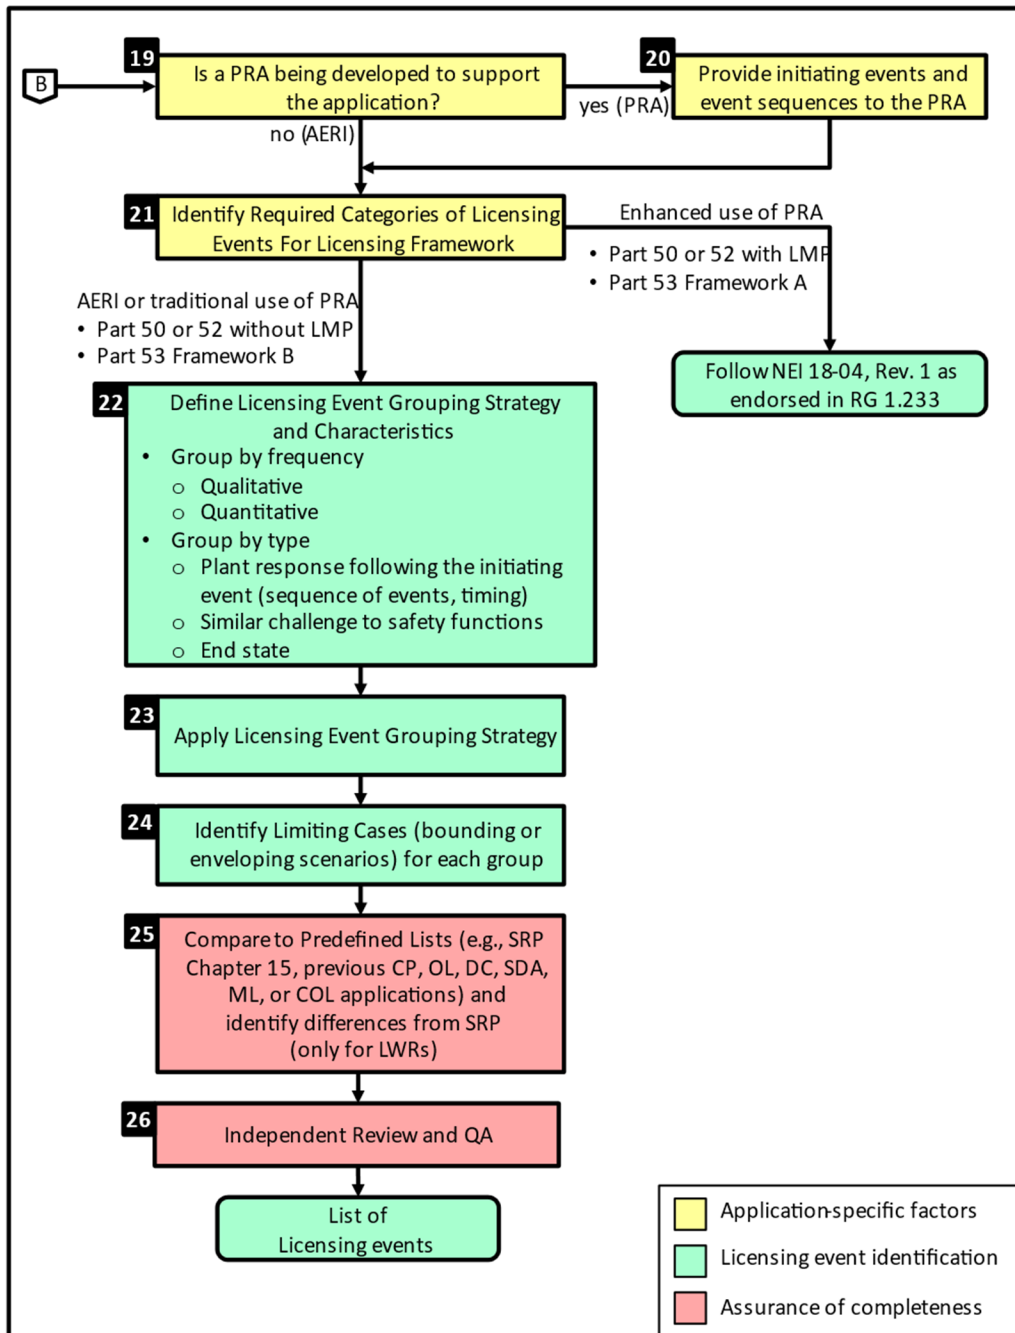 B
19
Is a PRA being developed to support
the application?
yes (PRA)
no (AERI)
20
Provide initiating events and
event sequences to the PRA
21
Identify Required Categories of Licensing
Events For Licensing Framework
Enhanced use of PRA
• Part 50 or 52 with LMP
• Part 53 Framework A
AERI or traditional use of PRA
• Part 50 or 52 without LMP
• Part 53 Framework B
Follow NEI 18-04, Rev. 1 as
endorsed in RG 1.233
22
Define Licensing Event Grouping Strategy
and Characteristics
• Group by frequency
o Qualitative
o Quantitative
• Group by type
o Plant response following the initiating
event (sequence of events, timing)
o Similar challenge to safety functions
o End state
23
Apply Licensing Event Grouping Strategy
24
Identify Limiting Cases (bounding or
enveloping scenarios) for each group
25
Compare to Predefined Lists (e.g., SRP
Chapter 15, previous CP, OL, DC, SDA,
ML, or COL applications) and
identify differences from SRP
(only for LWRs)
26
Independent Review and QA
List of
Licensing events
Application-specific factors
Licensing event identification
Assurance of completeness